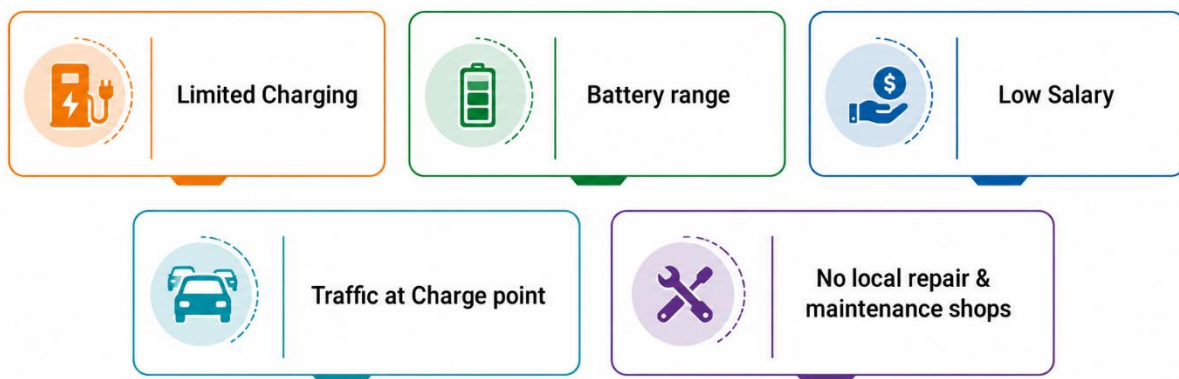 Limited Charging
Battery range
Low Salary
$
Traffic at Charge point
No local repair &
maintenance shops